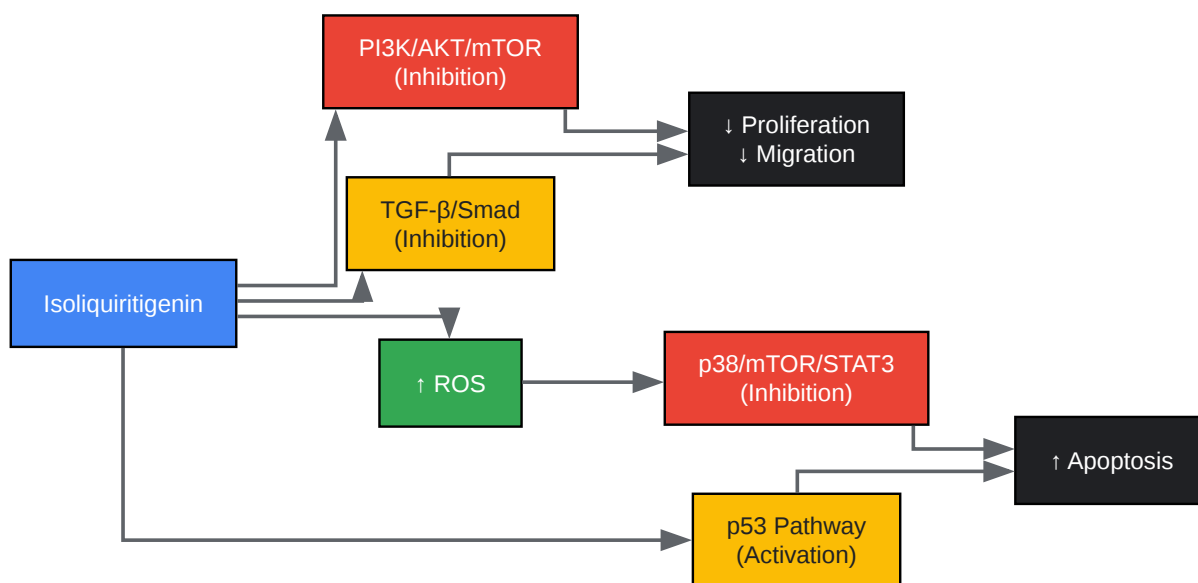 PI3K/AKT/mTOR
(Inhibition)
↓ Proliferation
↓ Migration
TGF-β/Smad
(Inhibition)
Isoliquiritigenin
↑ ROS
p38/mTOR/STAT3
(Inhibition)
↑ Apoptosis
p53 Pathway
(Activation)